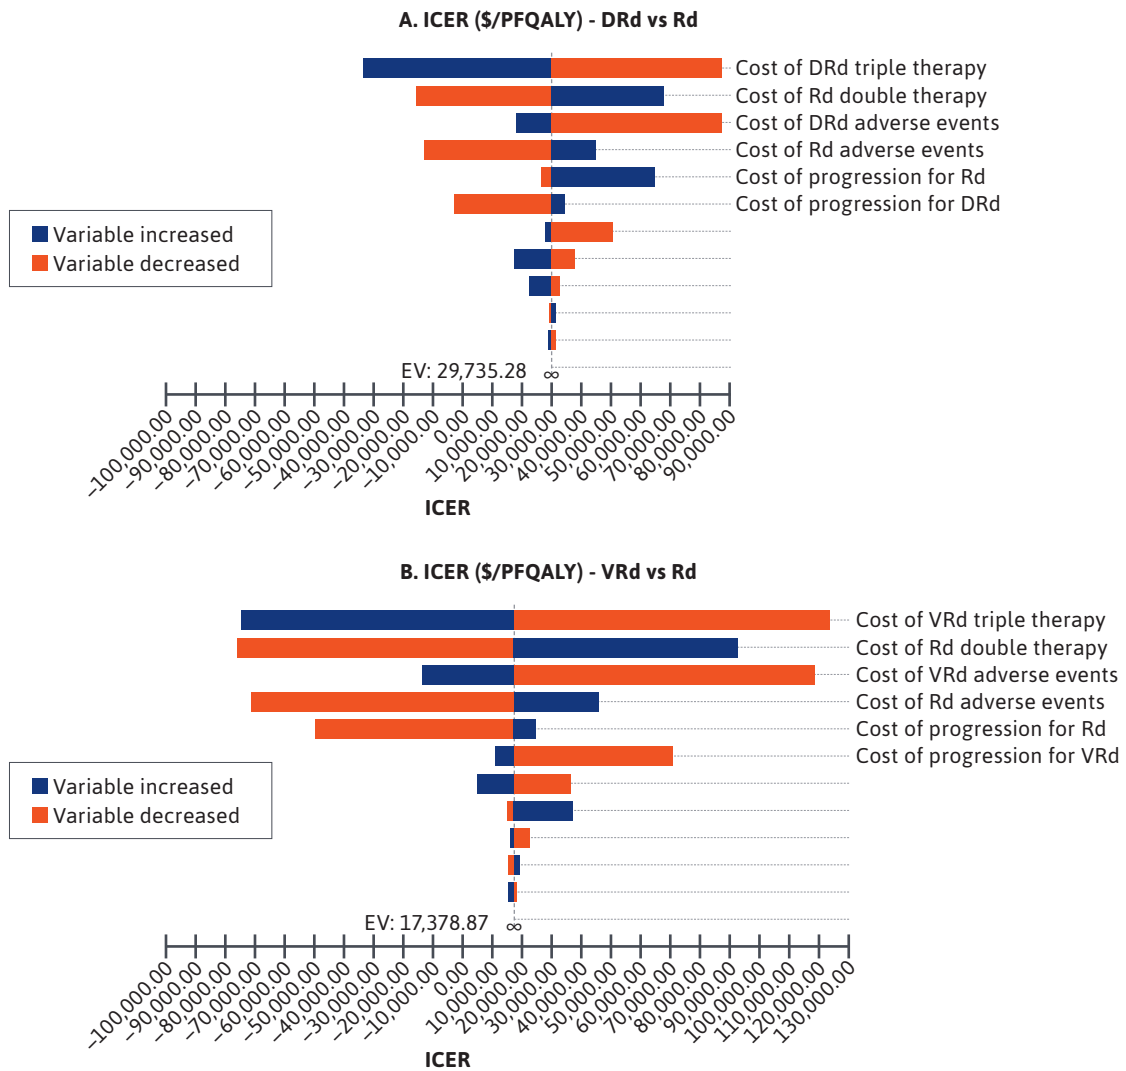 A. ICER ($/PFQALY) - DRd vs Rd
Cost of DRd triple therapy
Cost of Rd double therapy
Cost of DRd adverse events
Cost of Rd adverse events
Cost of progression for Rd
Cost of progression for DRd
Variable increased
Variable decreased
EV: 29,735.28
∞
–100,000.00
–90,000.00
–80,000.00
–70,000.00
–60,000.00
–50,000.00
–40,000.00
–30,000.00
–20,000.00
–10,000.00
0.00
10,000.00
20,000.00
30,000.00
40,000.00
50,000.00
60,000.00
70,000.00
80,000.00
90,000.00
ICER
B. ICER ($/PFQALY) - VRd vs Rd
Cost of VRd triple therapy
Cost of Rd double therapy
Cost of VRd adverse events
Cost of Rd adverse events
Cost of progression for Rd
Cost of progression for VRd
Variable increased
Variable decreased
EV: 17,378.87
∞
–100,000.00
–90,000.00
–80,000.00
–70,000.00
–60,000.00
–50,000.00
–40,000.00
–30,000.00
–20,000.00
–10,000.00
0.00
10,000.00
20,000.00
30,000.00
40,000.00
50,000.00
60,000.00
70,000.00
80,000.00
90,000.00
100,000.00
110,000.00
120,000.00
130,000.00
ICER